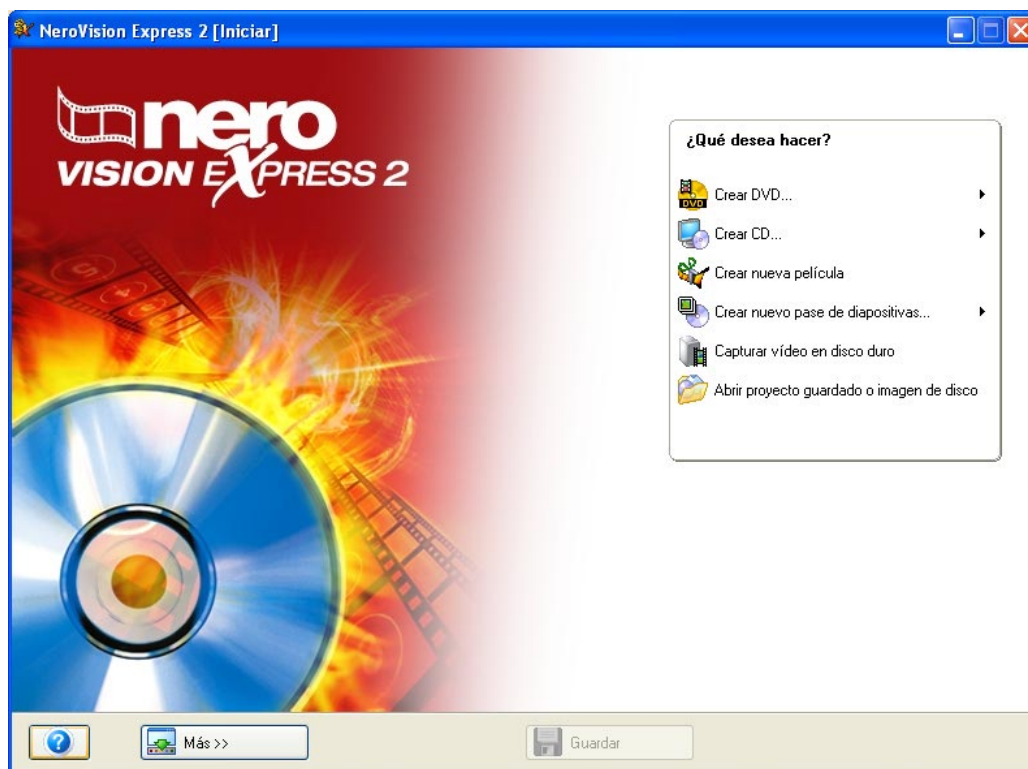 NeroVision Express 2 [Iniciar]
nero
VISION EXPRESS 2
¿Qué desea hacer?
Crear DVD...
Crear CD...
Crear nueva película
Crear nuevo pase de diapositivas...
Capturar vídeo en disco duro
Abrir proyecto guardado o imagen de disco
Más >>
Guardar